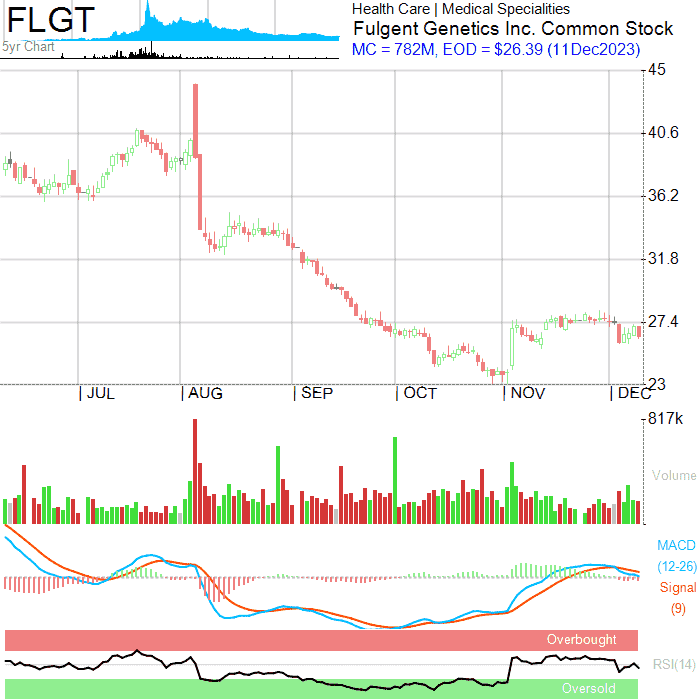 FLGT
5yr Chart
Health Care | Medical Specialities
Fulgent Genetics Inc. Common Stock
MC = 782M, EOD = $26.39 (11Dec2023)
45
40.6
36.2
31.8
27.4
23
| JUL | AUG | SEP | OCT | NOV | DEC
817k
Volume
MACD
(12-26)
Signal
(9)
Overbought
RSI(14)
Oversold